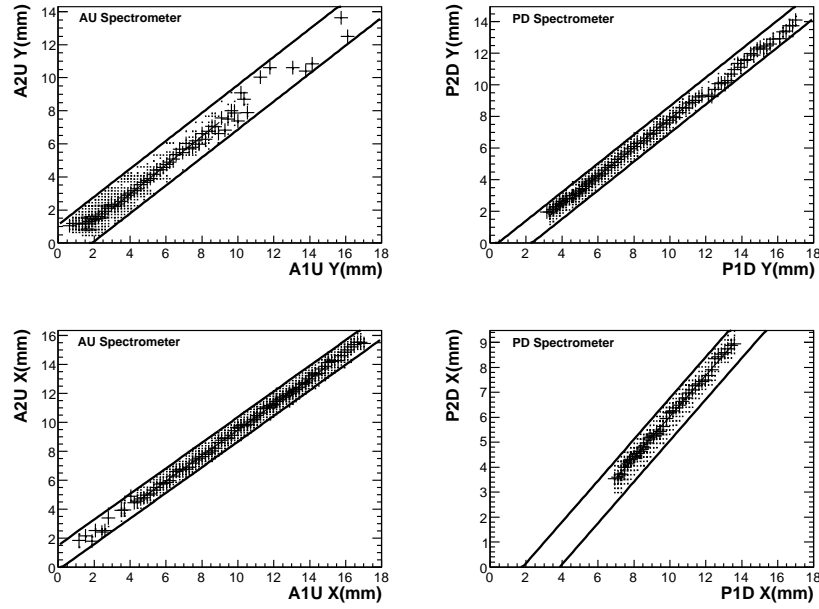 AU Spectrometer
A2U Y(mm)
14
12
10
8
6
4
2
0
0 2 4 6 8 10 12 14 16 18
A1U Y(mm)
PD Spectrometer
P2D Y(mm)
14
12
10
8
6
4
2
0
0 2 4 6 8 10 12 14 16 18
P1D Y(mm)
AU Spectrometer
A2U X(mm)
16
14
12
10
8
6
4
2
0
0 2 4 6 8 10 12 14 16 18
A1U X(mm)
PD Spectrometer
P2D X(mm)
9
8
7
6
5
4
3
2
1
0
0 2 4 6 8 10 12 14 16 18
P1D X(mm)